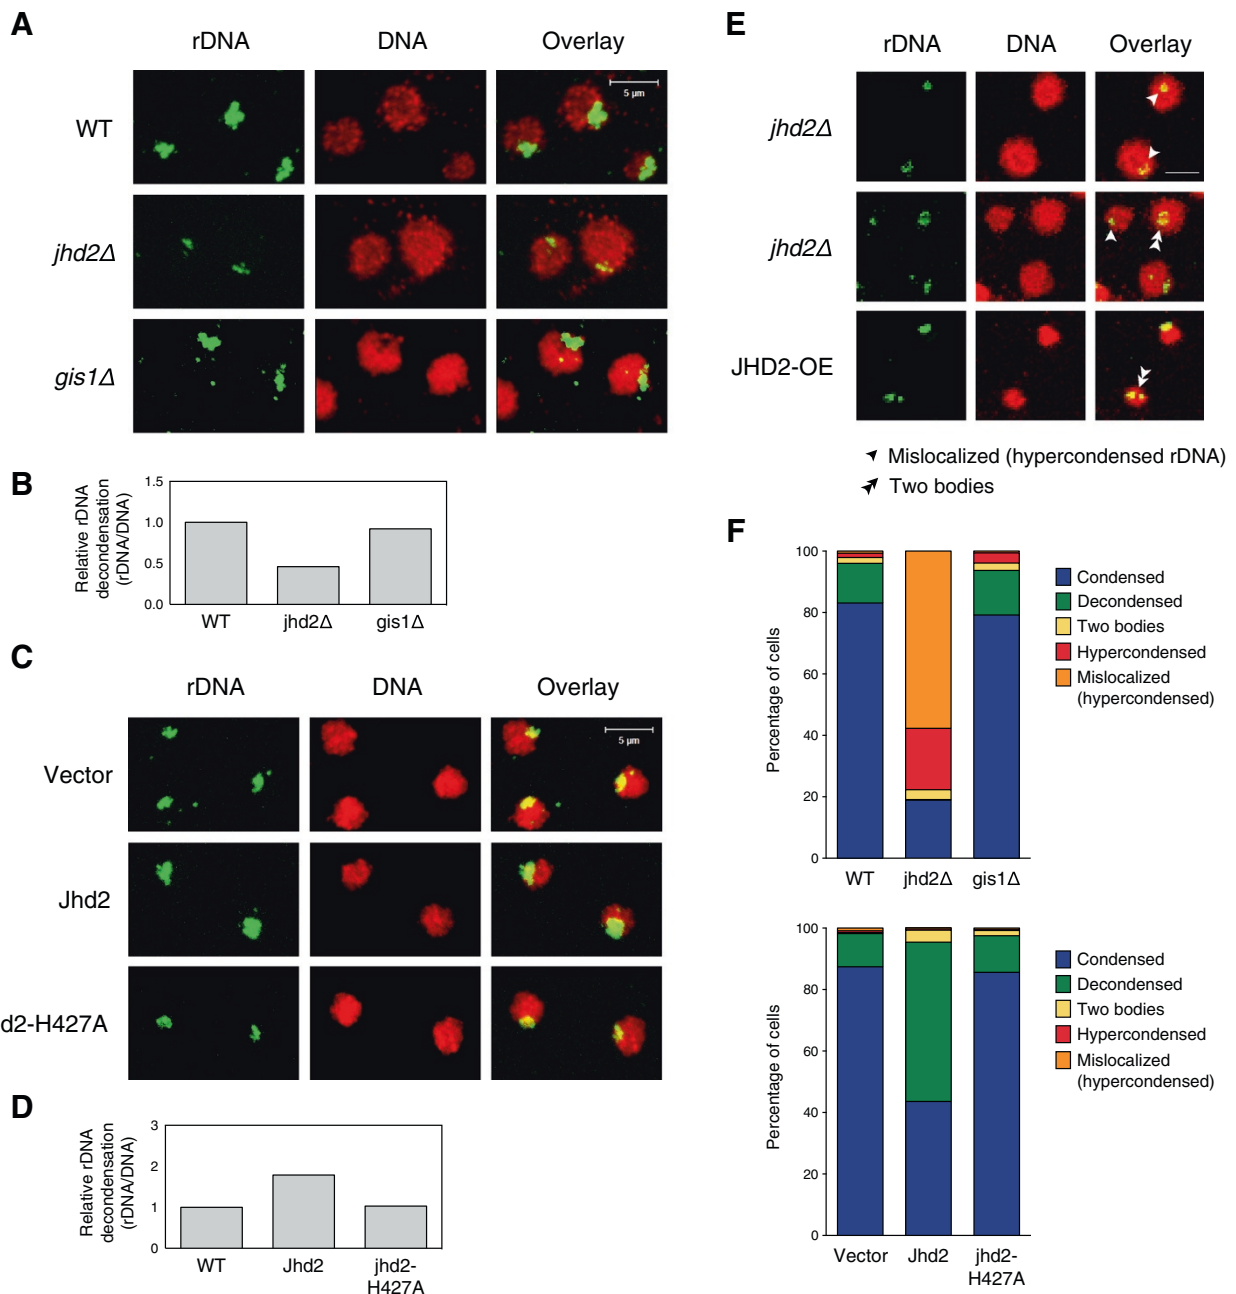 A
rDNA DNA Overlay
5 µm
WT
jhd2Δ
gis1Δ
B
Relative rDNA
decondensation
(rDNA/DNA)
1.5
1.0
0.5
0.0
WT jhd2Δ gis1Δ
C
rDNA DNA Overlay
5 µm
Vector
Jhd2
d2-H427A
D
Relative rDNA
decondensation
(rDNA/DNA)
3
2
1
0
WT Jhd2 jhd2-
H427A
E
rDNA DNA Overlay
jhd2Δ
jhd2Δ
JHD2-OE
Mislocalized (hypercondensed rDNA)
Two bodies
F
Percentage of cells
100
80
60
40
20
0
WT jhd2Δ gis1Δ
Condensed
Decondensed
Two bodies
Hypercondensed
Mislocalized
(hypercondensed)
Percentage of cells
100
80
60
40
20
0
Vector Jhd2 jhd2-
H427A
Condensed
Decondensed
Two bodies
Hypercondensed
Mislocalized
(hypercondensed)